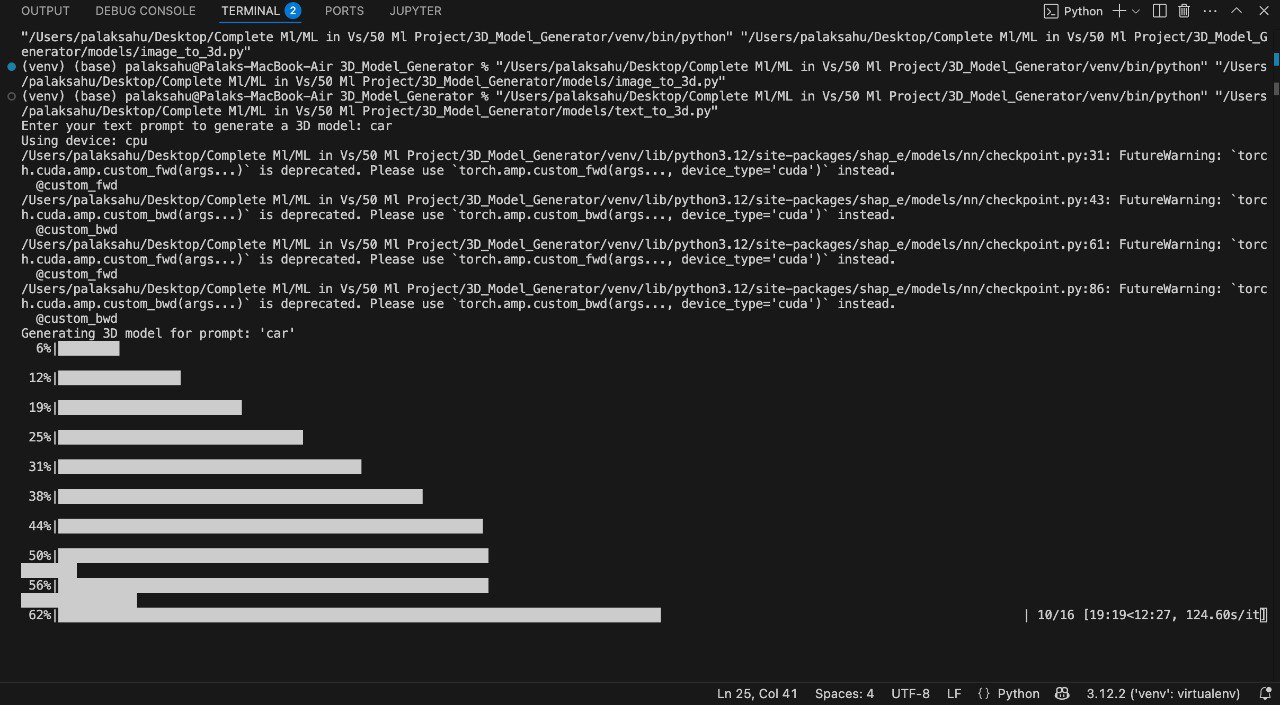 OUTPUT DEBUG CONSOLE TERMINAL 2 PORTS JUPYTER Python
"/Users/palaksahu/Desktop/Complete Ml/ML in Vs/50 Ml Project/3D_Model_Generator/venv/bin/python" "/Users/palaksahu/Desktop/Complete Ml/ML in Vs/50 Ml Project/3D_Model_G
enerator/models/image_to_3d.py"
(venv) (base) palaksahu@Palaks-MacBook-Air 3D_Model_Generator % "/Users/palaksahu/Desktop/Complete Ml/ML in Vs/50 Ml Project/3D_Model_Generator/venv/bin/python" "/Users
/palaksahu/Desktop/Complete Ml/ML in Vs/50 Ml Project/3D_Model_Generator/models/image_to_3d.py"
(venv) (base) palaksahu@Palaks-MacBook-Air 3D_Model_Generator % "/Users/palaksahu/Desktop/Complete Ml/ML in Vs/50 Ml Project/3D_Model_Generator/venv/bin/python" "/Users
/palaksahu/Desktop/Complete Ml/ML in Vs/50 Ml Project/3D_Model_Generator/models/text_to_3d.py"
Enter your text prompt to generate a 3D model: car
Using device: cpu
/Users/palaksahu/Desktop/Complete Ml/ML in Vs/50 Ml Project/3D_Model_Generator/venv/lib/python3.12/site-packages/shap_e/models/nn/checkpoint.py:31: FutureWarning: `torc
h.cuda.amp.custom_fwd(args...)` is deprecated. Please use `torch.amp.custom_fwd(args..., device_type='cuda')` instead.
@custom_fwd
/Users/palaksahu/Desktop/Complete Ml/ML in Vs/50 Ml Project/3D_Model_Generator/venv/lib/python3.12/site-packages/shap_e/models/nn/checkpoint.py:43: FutureWarning: `torc
h.cuda.amp.custom_bwd(args...)` is deprecated. Please use `torch.amp.custom_bwd(args..., device_type='cuda')` instead.
@custom_bwd
/Users/palaksahu/Desktop/Complete Ml/ML in Vs/50 Ml Project/3D_Model_Generator/venv/lib/python3.12/site-packages/shap_e/models/nn/checkpoint.py:61: FutureWarning: `torc
h.cuda.amp.custom_fwd(args...)` is deprecated. Please use `torch.amp.custom_fwd(args..., device_type='cuda')` instead.
@custom_fwd
/Users/palaksahu/Desktop/Complete Ml/ML in Vs/50 Ml Project/3D_Model_Generator/venv/lib/python3.12/site-packages/shap_e/models/nn/checkpoint.py:86: FutureWarning: `torc
h.cuda.amp.custom_bwd(args...)` is deprecated. Please use `torch.amp.custom_bwd(args..., device_type='cuda')` instead.
@custom_bwd
Generating 3D model for prompt: 'car'
6%|
12%|
19%|
25%|
31%|
38%|
44%|
50%|
56%|
62%| | 10/16 [19:19<12:27, 124.60s/it]
Ln 25, Col 41 Spaces: 4 UTF-8 LF {} Python 3.12.2 ('venv': virtualenv)